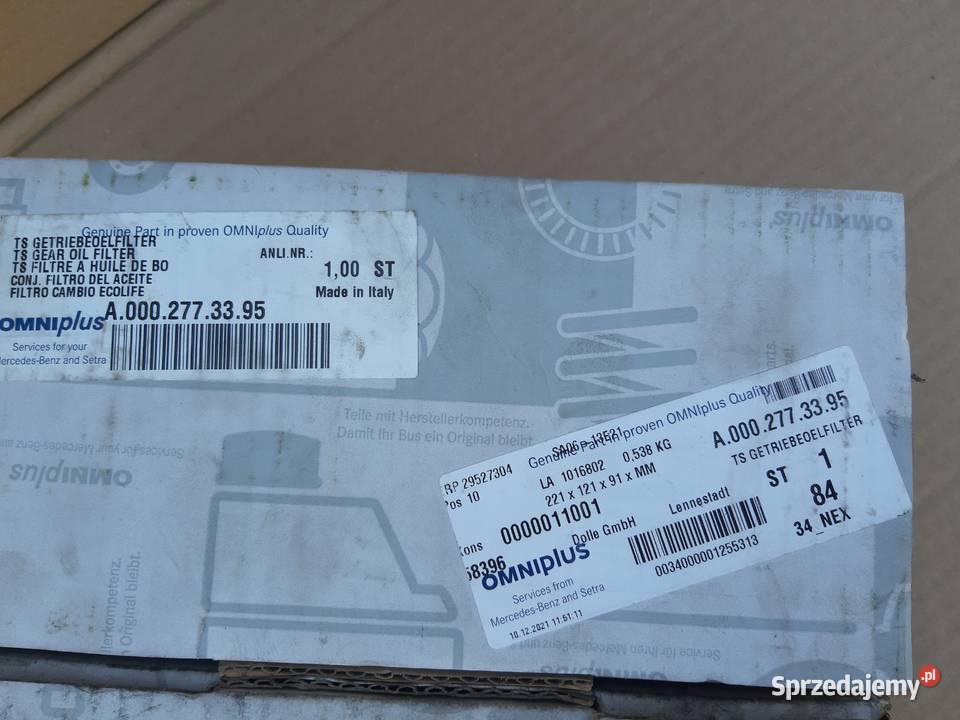 Genuine Part in proven OMNIplus Quality
TS GETRIEBEOELFILTER
TS GEAR OIL FILTER
TS FILTRE A HUILE DE BO
CONJ. FILTRO DEL ACEITE
FILTRO CAMBIO ECOLIFE
ANLI.NR.:
1,00 ST
Made in Italy
A.000.277.33.95
OMNIplus
Services for your
Mercedes-Benz and Setra
OMNIplus
Teile mit Herstellerkompetenz.
Damit Ihr Bus ein Original bleibt.
OMNIplus
Genuine Part in proven OMNIplus Quality
SA06 13E21
RP 29527304
Pos 10
LA 1016802 0,538 KG
221 x 121 x 91 x MM
A.000.277.33.95
TS GETRIEBEOELFILTER
ST 1
84
34_NEX
0000011001
Dolle GmbH Lennestadt
58396
OMNIplus
Services from
Mercedes-Benz and Setra
0034000001255313
10.12.2021 11:51:11
Original bleibt.
Sprzedajemy.pl